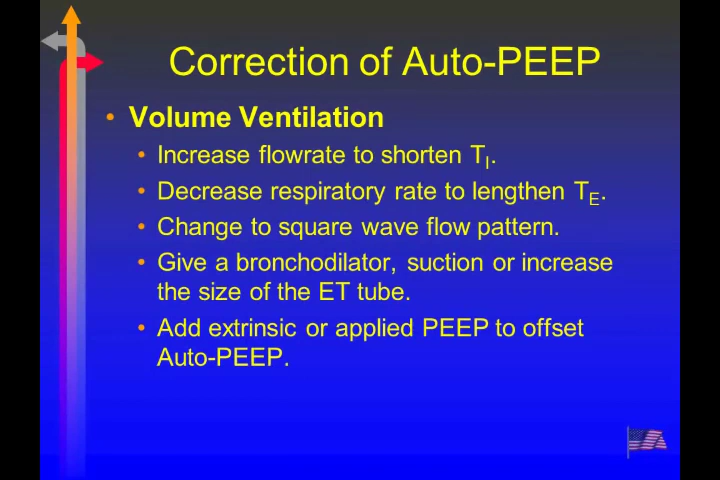 Correction of Auto-PEEP
• Volume Ventilation
• Increase flowrate to shorten TI.
• Decrease respiratory rate to lengthen TE.
• Change to square wave flow pattern.
• Give a bronchodilator, suction or increase
the size of the ET tube.
• Add extrinsic or applied PEEP to offset
Auto-PEEP.